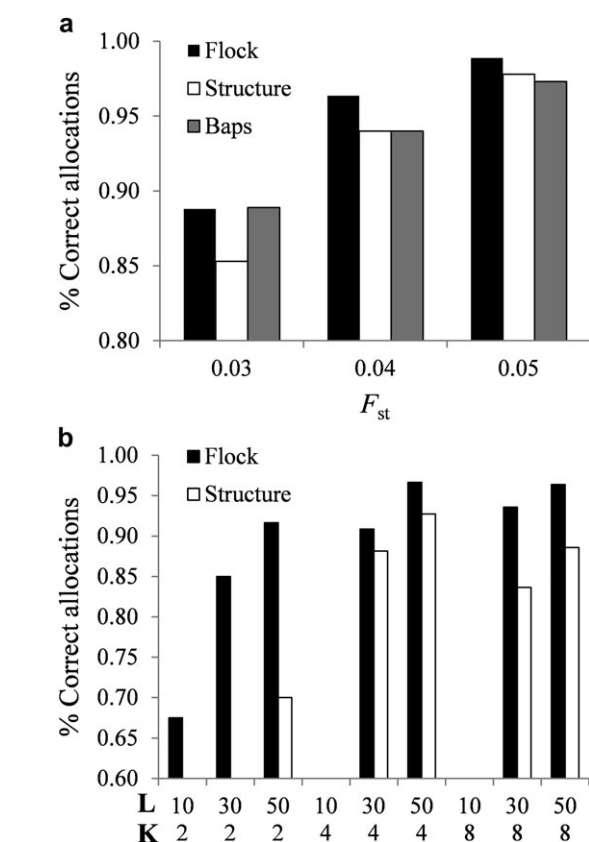 a
% Correct allocations
1.00
0.95
0.90
0.85
0.80
Flock
Structure
Baps
0.03 0.04 0.05
Fst
b
% Correct allocations
1.00
0.95
0.90
0.85
0.80
0.75
0.70
0.65
0.60
Flock
Structure
L 10 30 50 10 30 50 10 30 50
K 2 2 2 4 4 4 8 8 8